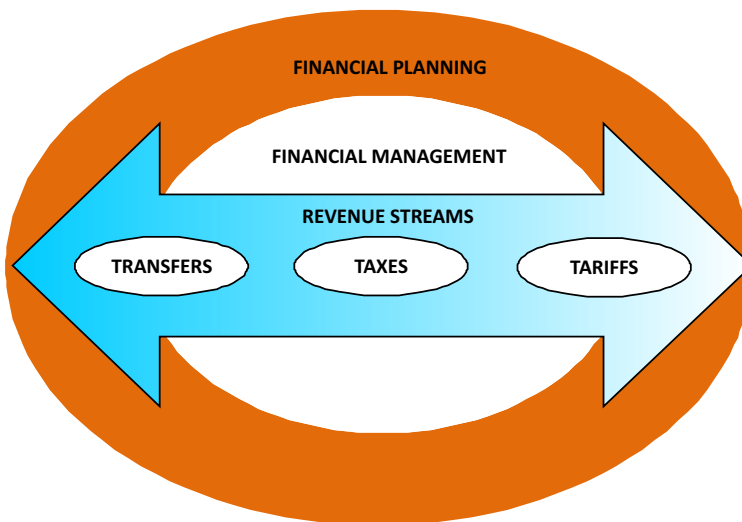 FINANCIAL PLANNING
FINANCIAL MANAGEMENT
REVENUE STREAMS
TRANSFERS
TAXES
TARIFFS